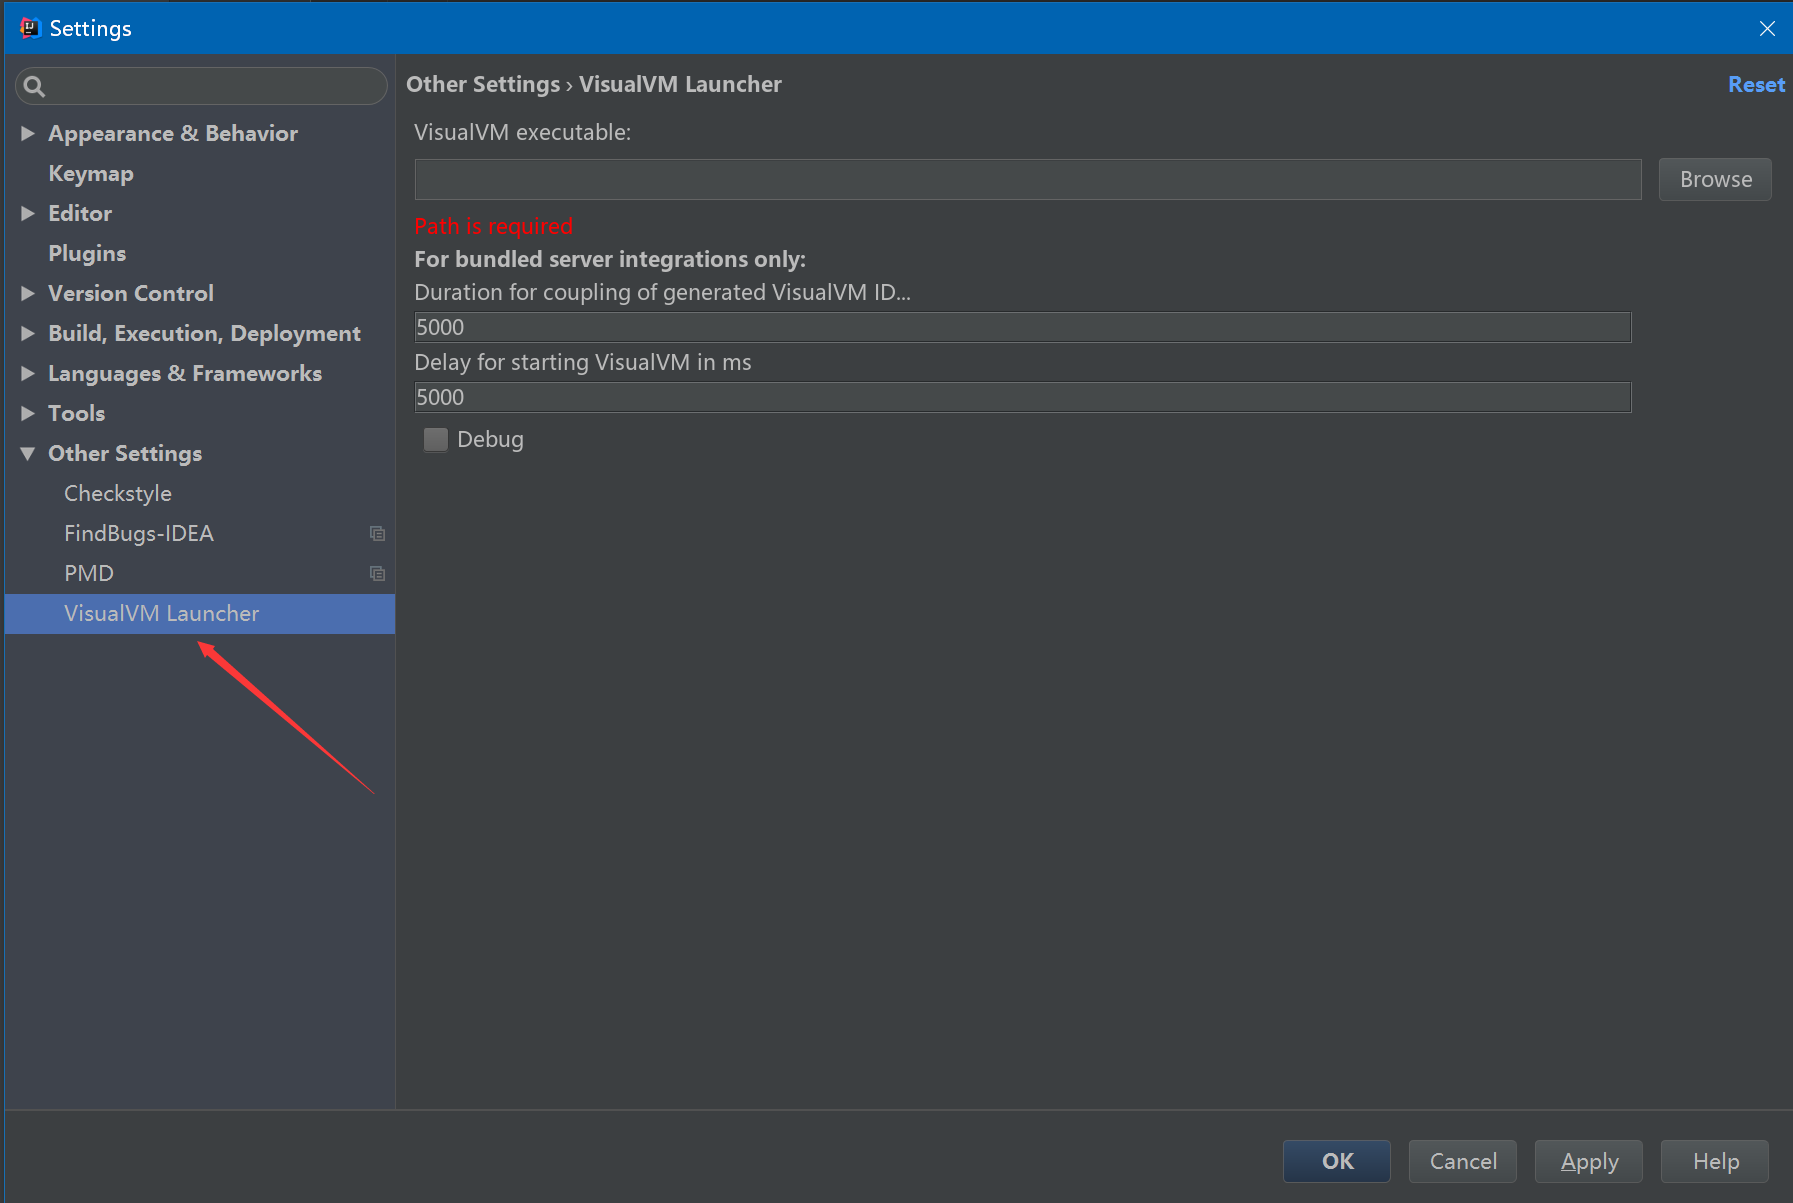 Settings
Appearance & Behavior
Keymap
Editor
Plugins
Version Control
Build, Execution, Deployment
Languages & Frameworks
Tools
Other Settings
Checkstyle
FindBugs-IDEA
PMD
VisualVM Launcher
Other Settings › VisualVM Launcher
Reset
VisualVM executable:
Browse
Path is required
For bundled server integrations only:
Duration for coupling of generated VisualVM ID...
5000
Delay for starting VisualVM in ms
5000
Debug
OK
Cancel
Apply
Help